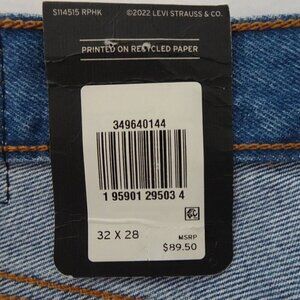 S114515 RPHK ©2022 LEVI STRAUSS & CO.
PRINTED ON RECYCLED PAPER
349640144
1 95901 29503 4
32 X 28
MSRP
$89.50